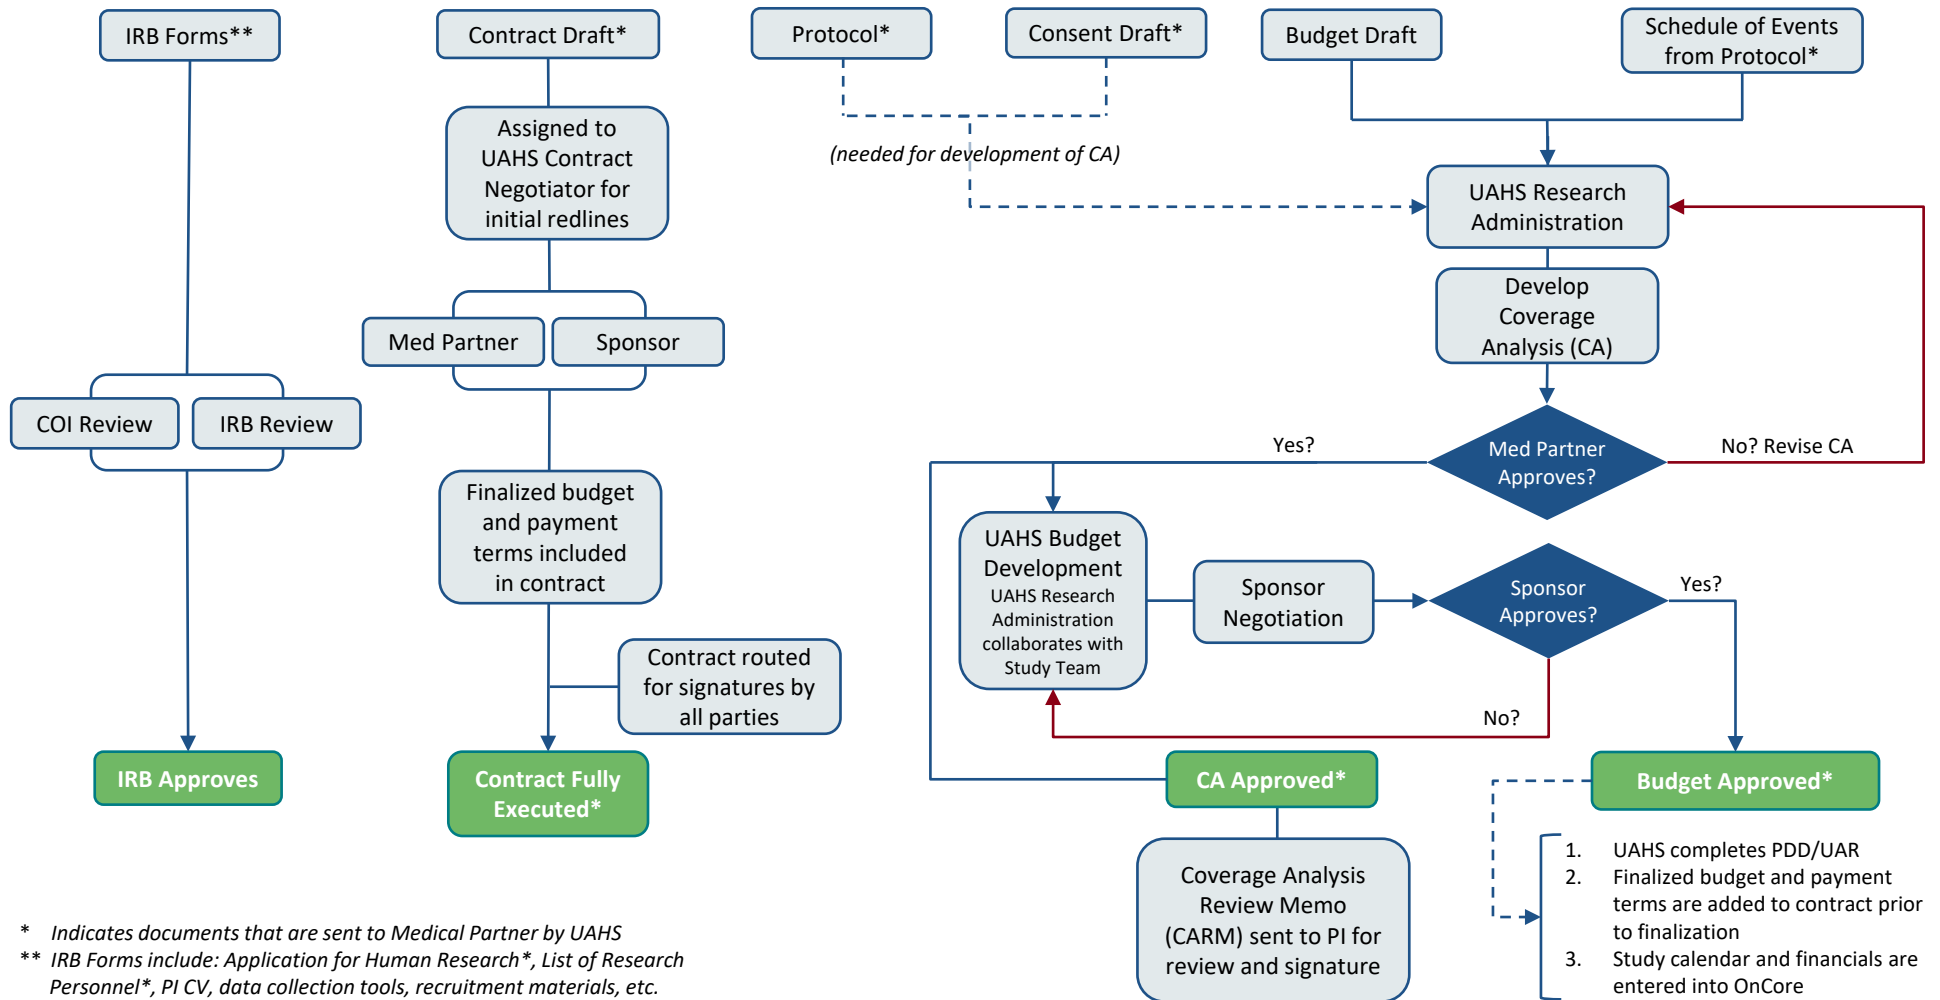 IRB Forms**
Contract Draft*
Protocol*
Consent Draft*
Budget Draft
Schedule of Events
from Protocol*
Assigned to
UAHS Contract
Negotiator for
initial redlines
(needed for development of CA)
UAHS Research
Administration
Develop
Coverage
Analysis (CA)
Med Partner
Sponsor
COI Review
IRB Review
Yes?
Med Partner
Approves?
No? Revise CA
Finalized budget
and payment
terms included
in contract
UAHS Budget
Development
UAHS Research
Administration
collaborates with
Study Team
Sponsor
Negotiation
Sponsor
Approves?
Yes?
No?
Contract routed
for signatures by
all parties
IRB Approves
Contract Fully
Executed*
CA Approved*
Budget Approved*
Coverage Analysis
Review Memo
(CARM) sent to PI for
review and signature
1. UAHS completes PDD/UAR
2. Finalized budget and payment
terms are added to contract prior
to finalization
3. Study calendar and financials are
entered into OnCore
* Indicates documents that are sent to Medical Partner by UAHS
** IRB Forms include: Application for Human Research*, List of Research
Personnel*, PI CV, data collection tools, recruitment materials, etc.